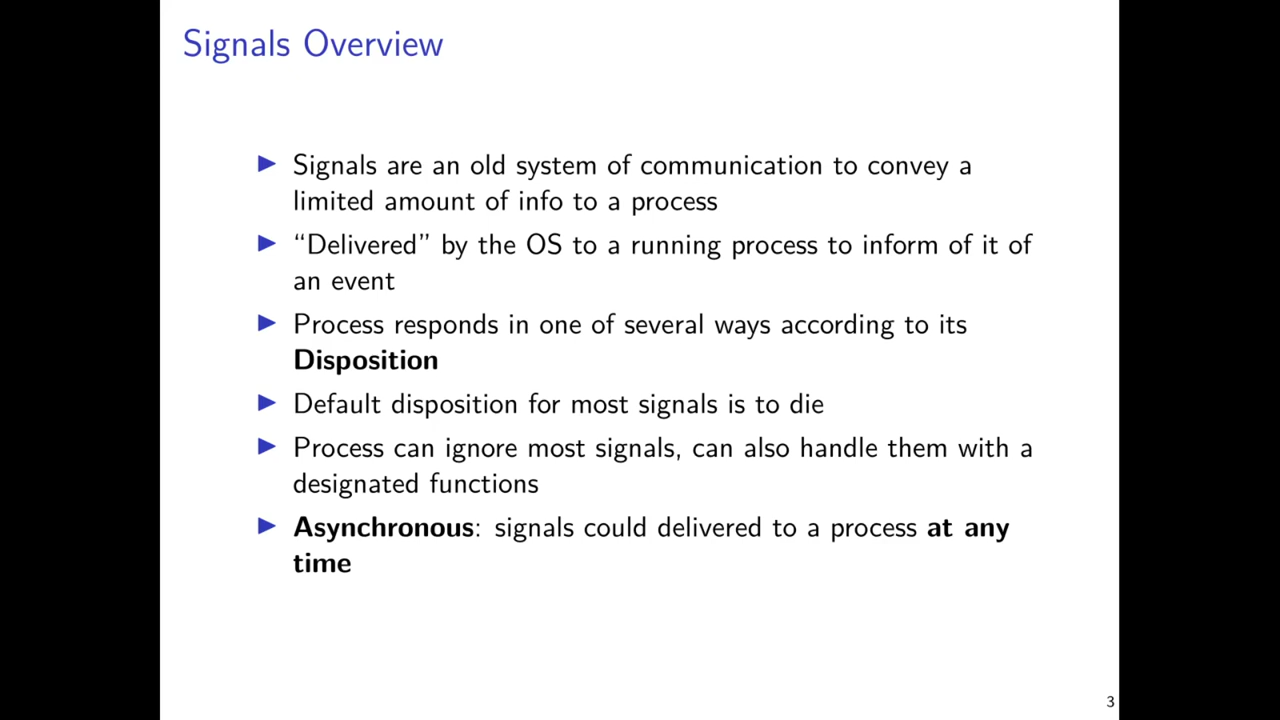 Signals Overview
▶ Signals are an old system of communication to convey a
limited amount of info to a process
▶ “Delivered” by the OS to a running process to inform of it of
an event
▶ Process responds in one of several ways according to its
Disposition
▶ Default disposition for most signals is to die
▶ Process can ignore most signals, can also handle them with a
designated functions
▶ Asynchronous: signals could delivered to a process at any
time
3